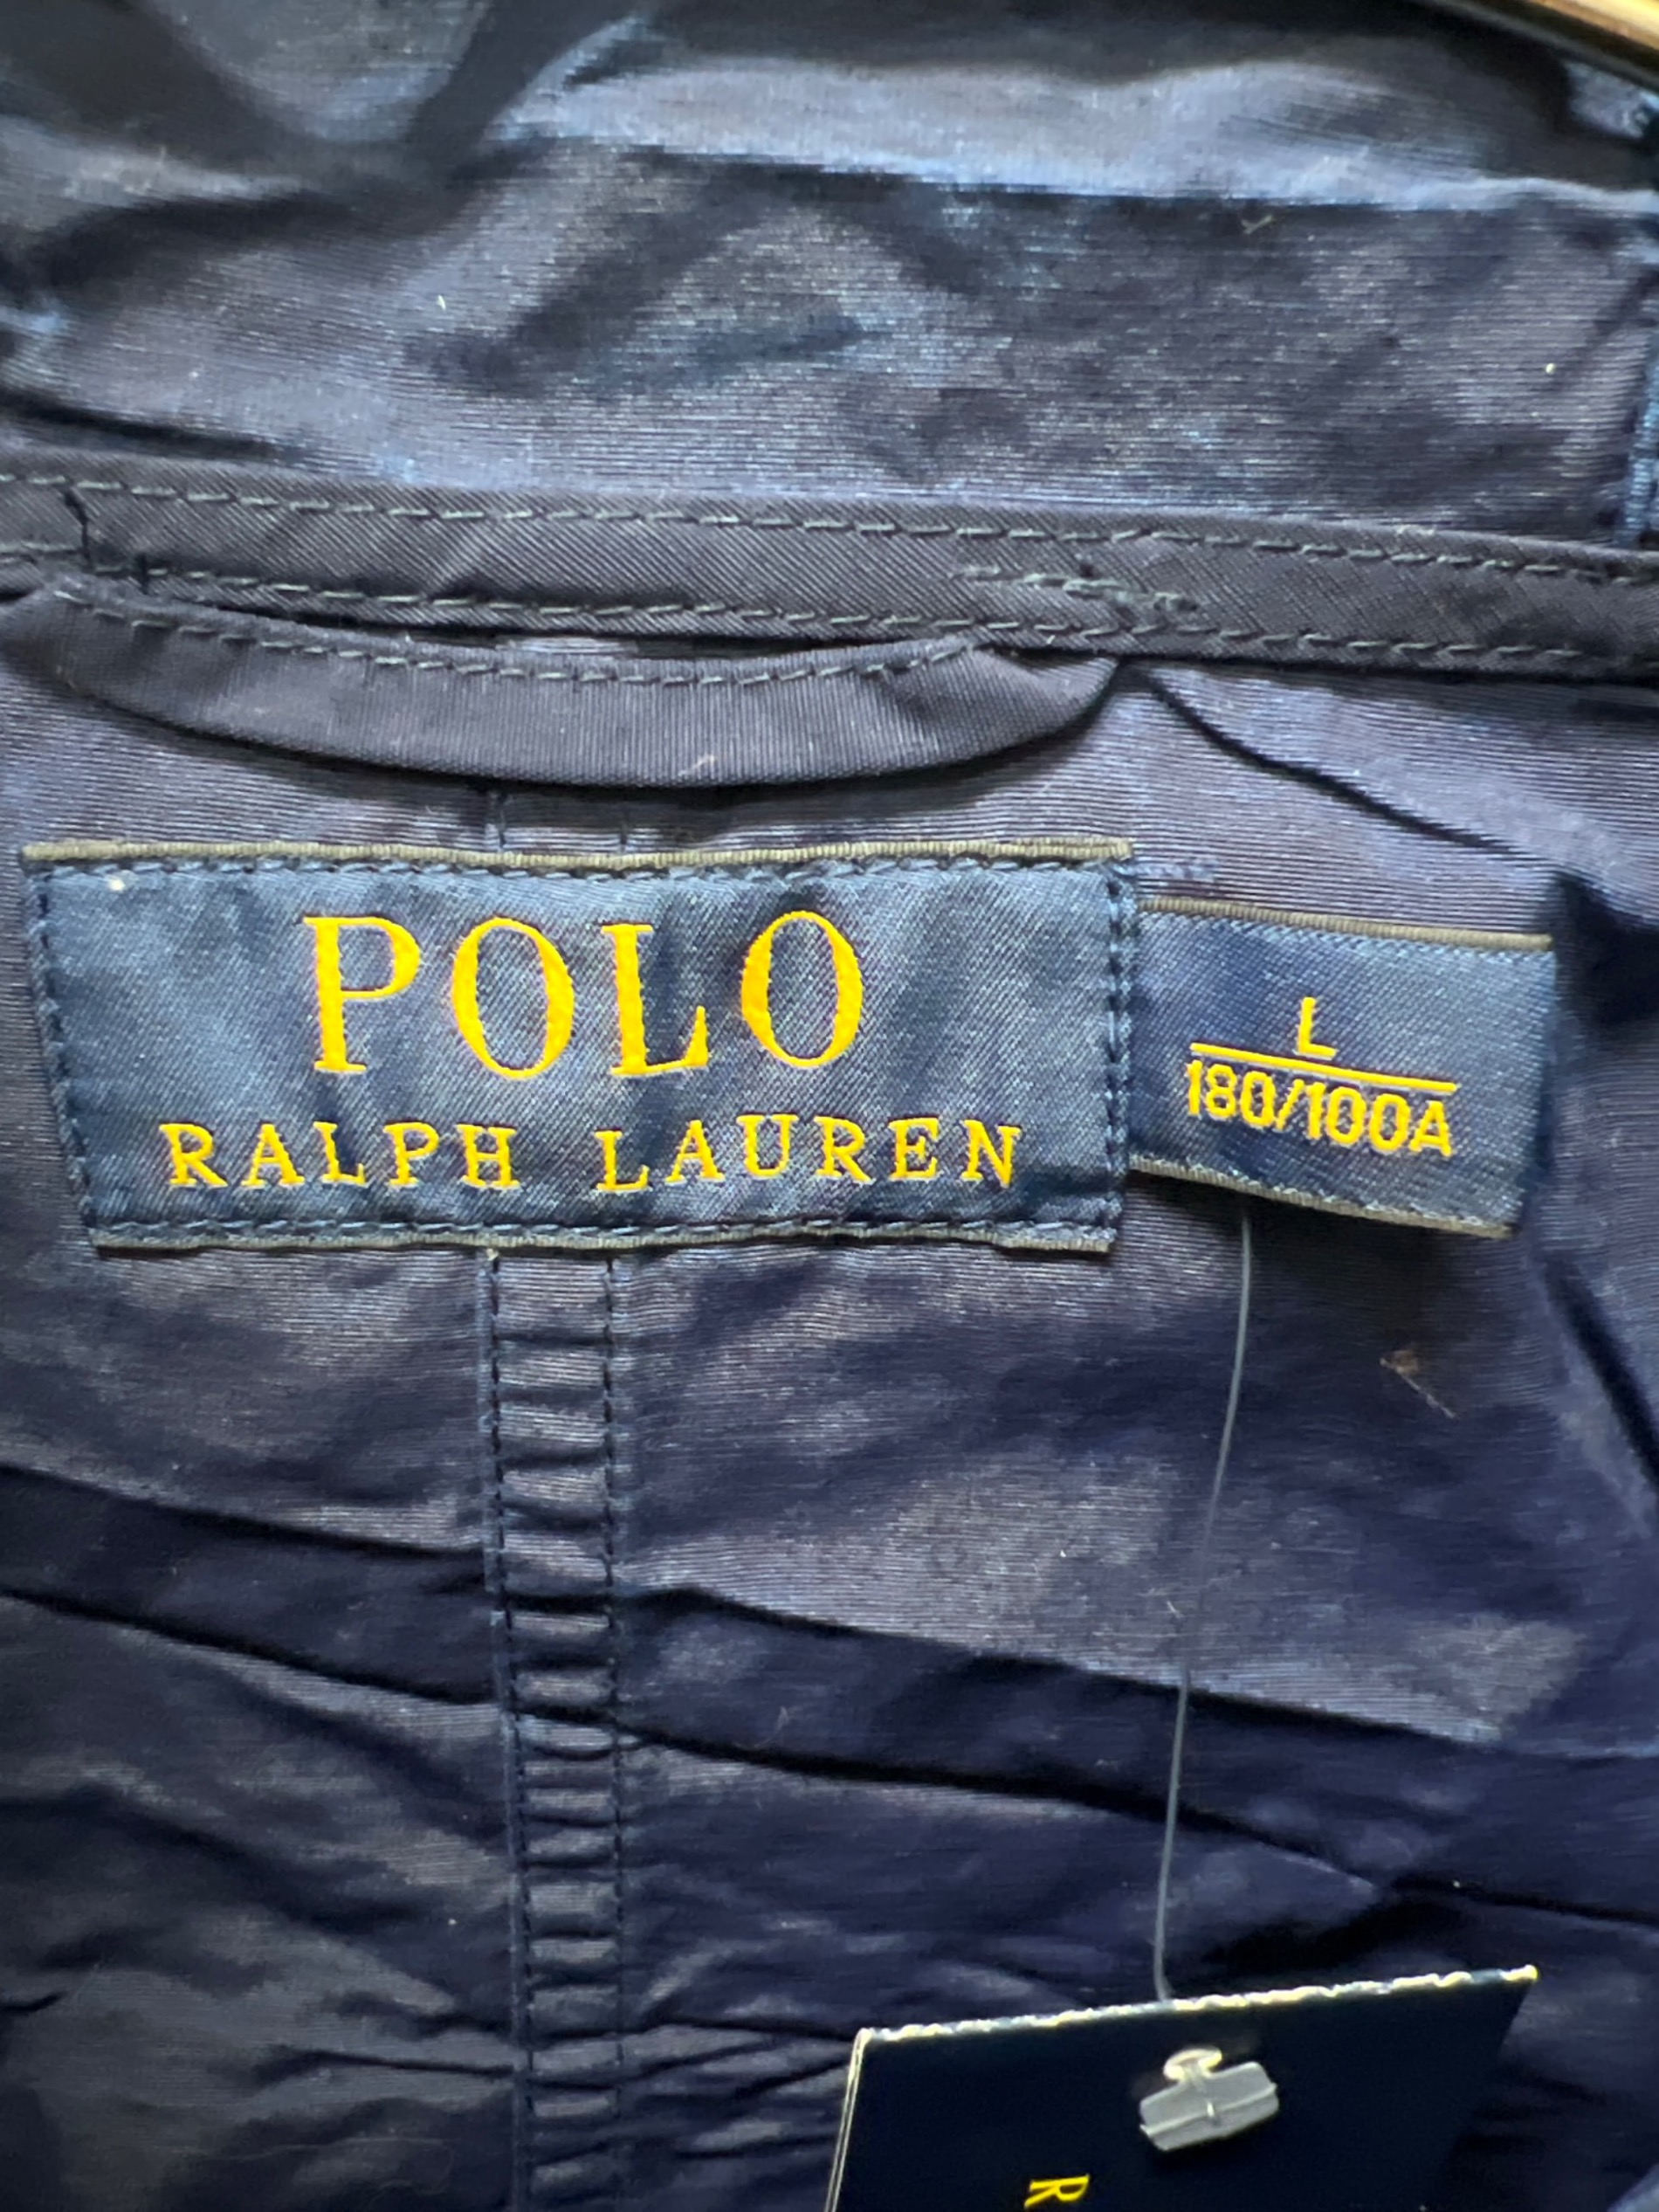 POLO
RALPH LAUREN
L
180/100A
R